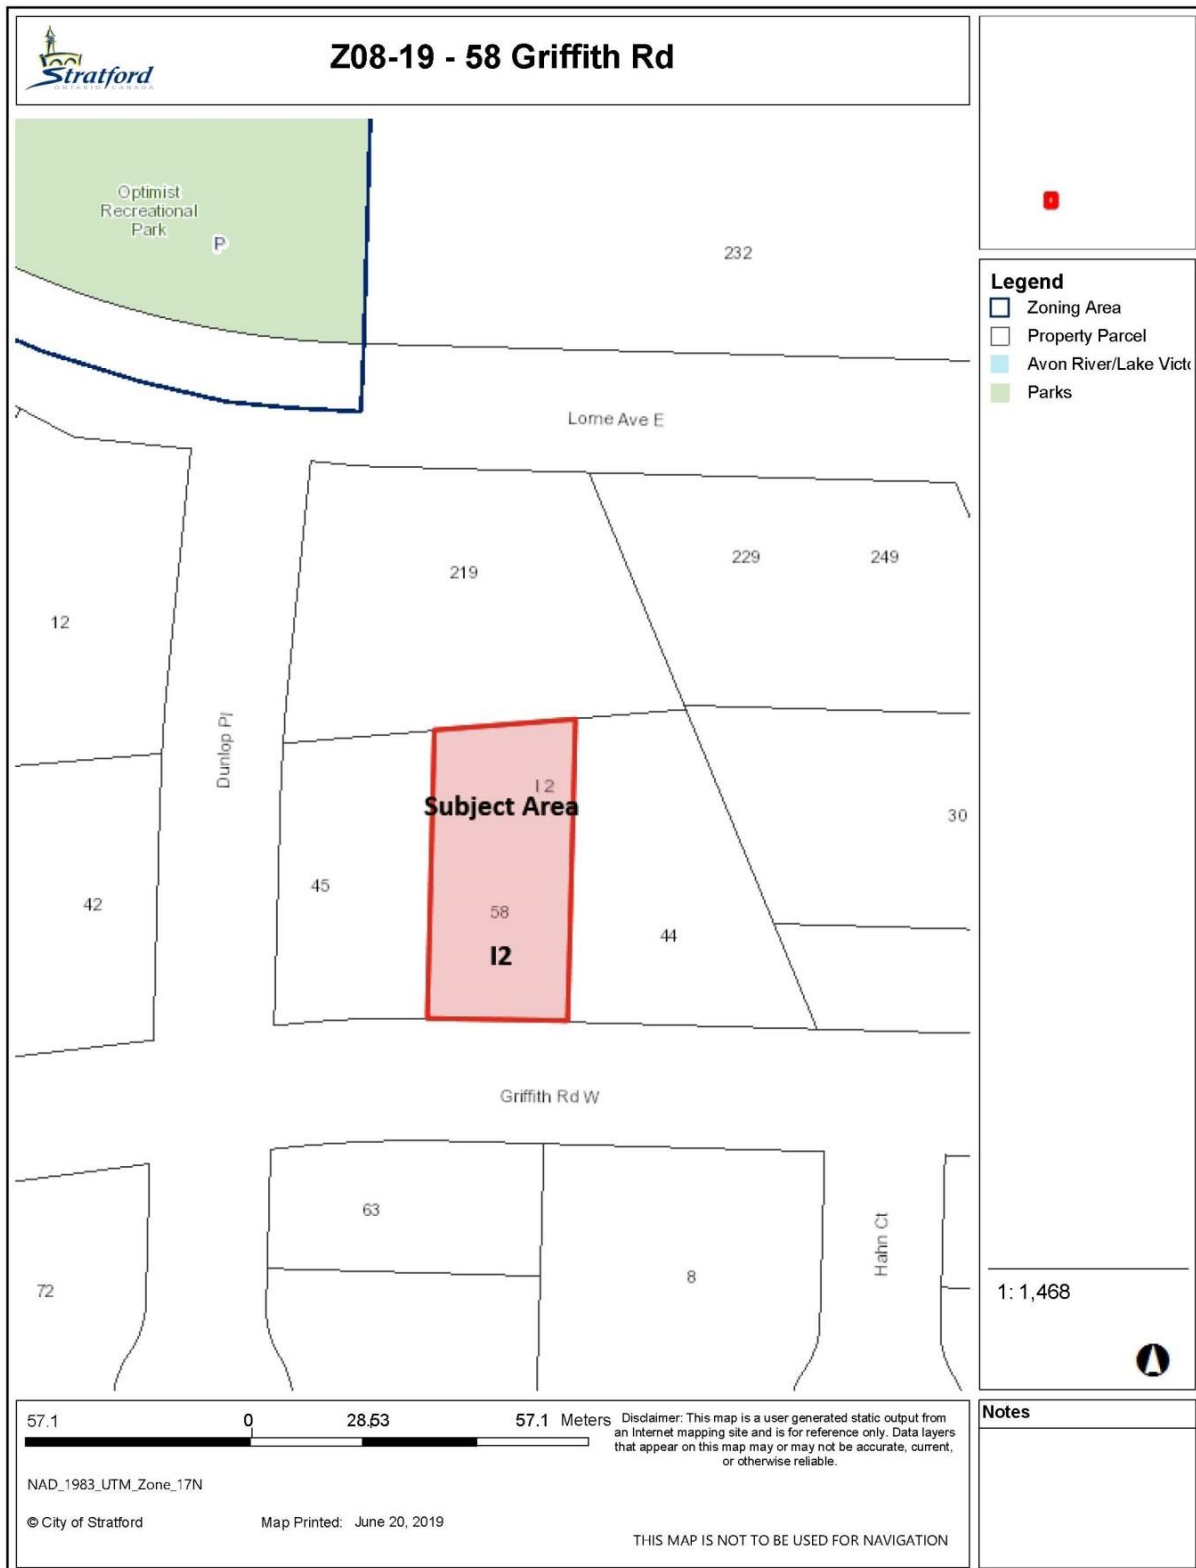 Stratford
ONTARIO CANADA
Z08-19 - 58 Griffith Rd
Optimist
Recreational
Park
P
232
Legend
Zoning Area
Property Parcel
Avon River/Lake Victo
Parks
Lorne Ave E
219
229
249
12
Dunlop Pl
I 2
Subject Area
30
45
42
58
44
I2
Griffith Rd W
63
Hahn Ct
8
72
1: 1,468
57.1 0 28.53 57.1 Meters
Disclaimer: This map is a user generated static output from
an Internet mapping site and is for reference only. Data layers
that appear on this map may or may not be accurate, current,
or otherwise reliable.
Notes
NAD_1983_UTM_Zone_17N
© City of Stratford Map Printed: June 20, 2019
THIS MAP IS NOT TO BE USED FOR NAVIGATION